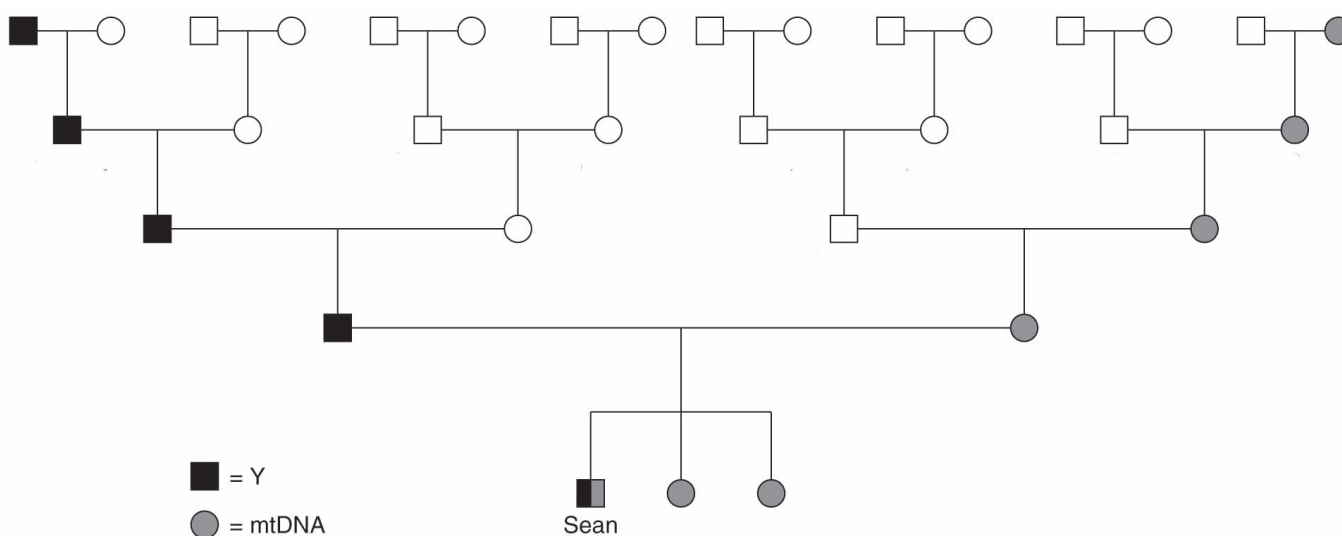 = Y
= mtDNA
Sean